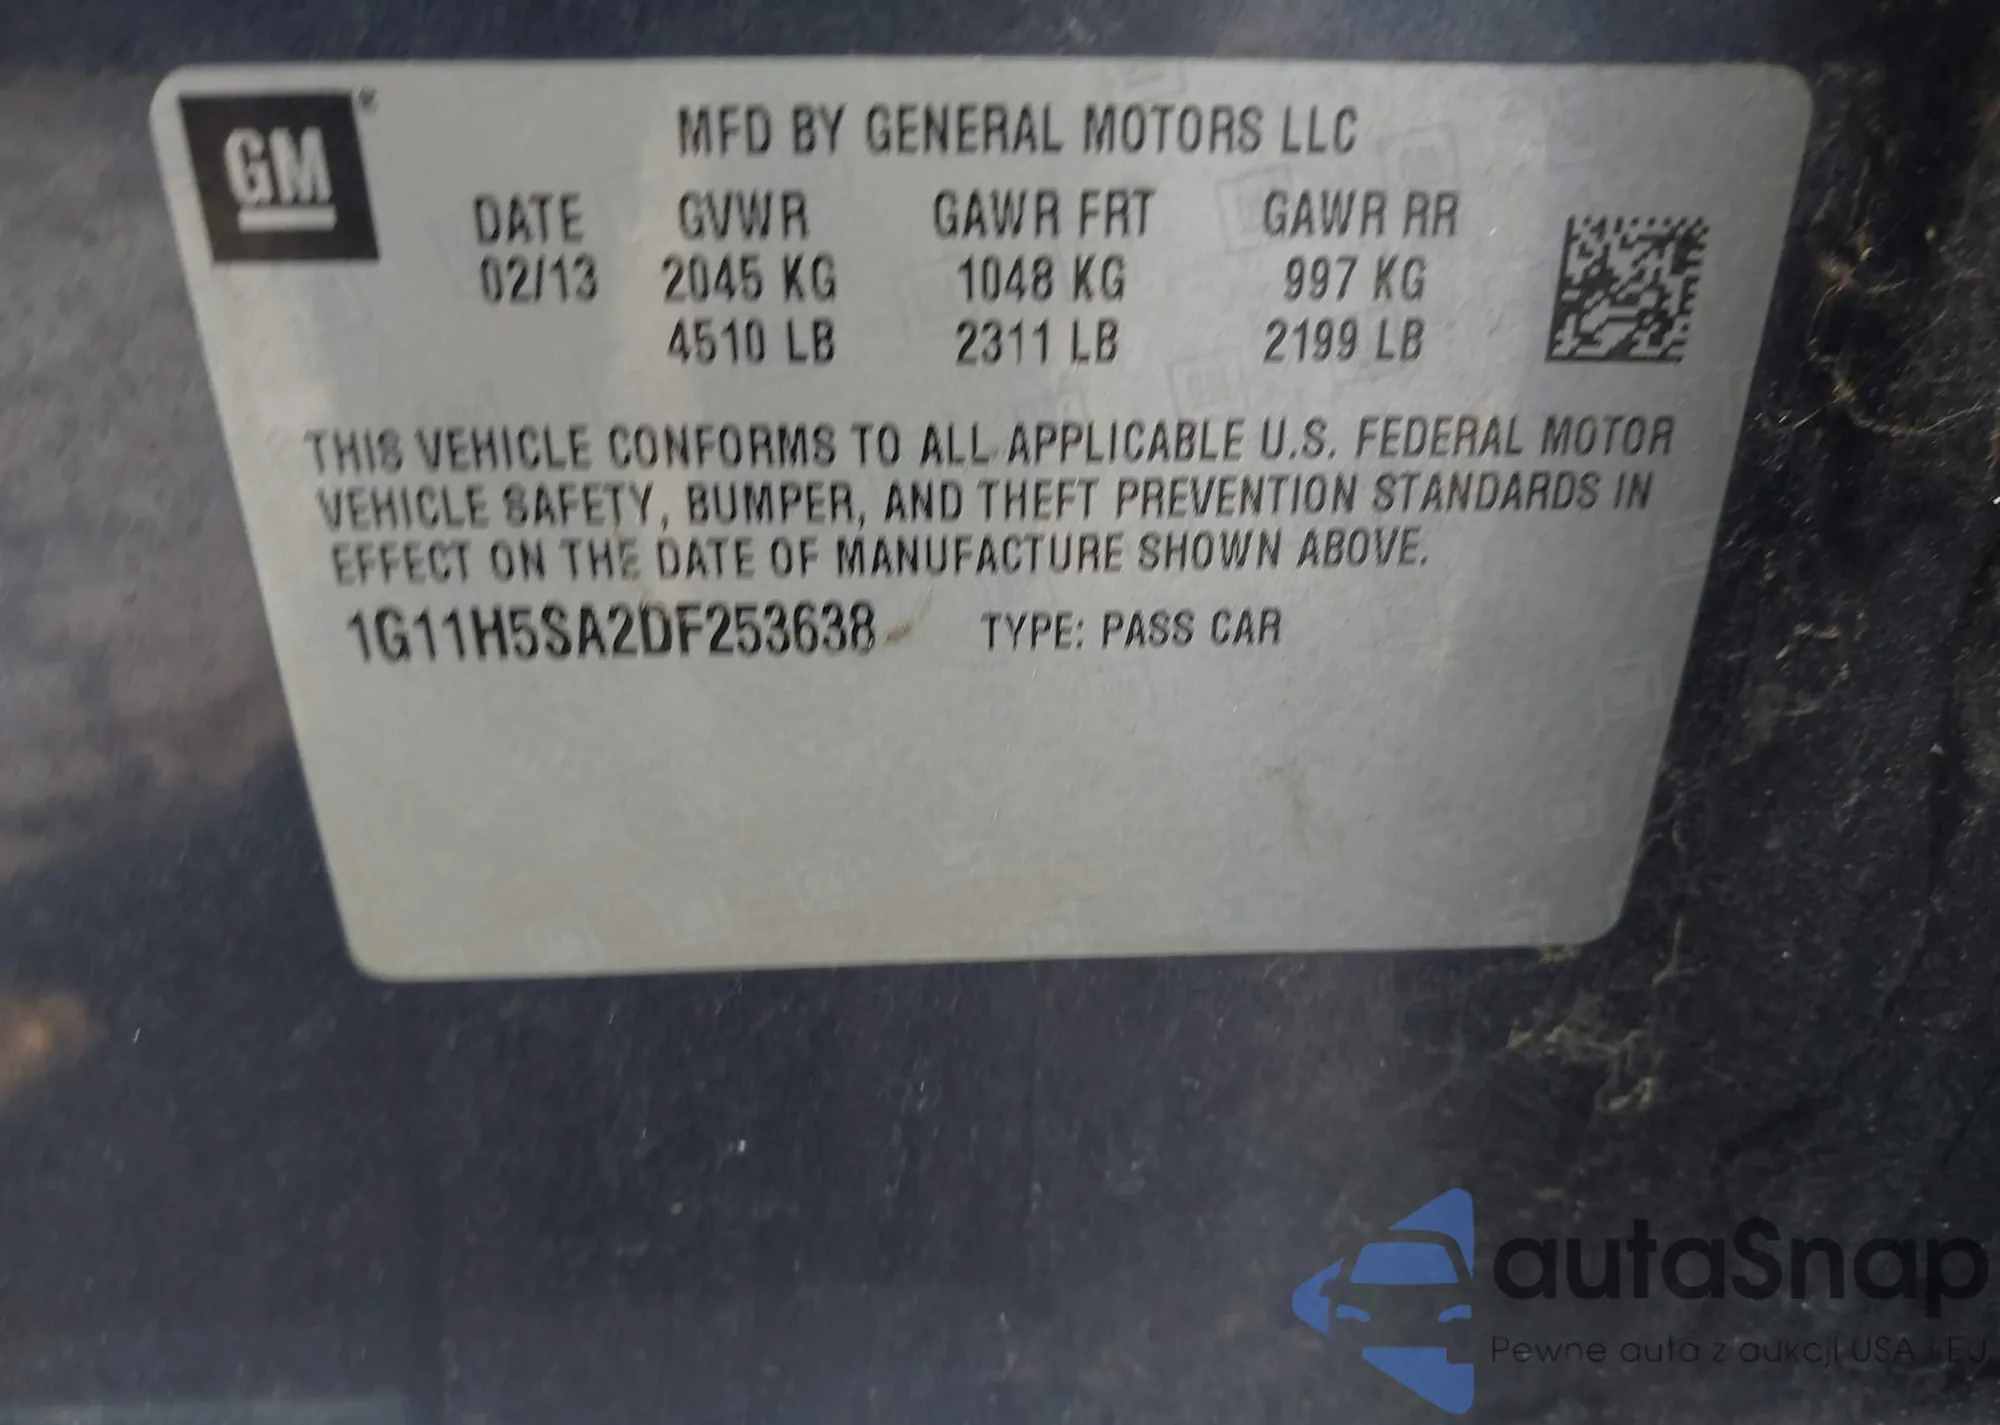 GM
MFD BY GENERAL MOTORS LLC
DATE GVWR GAWR FRT GAWR RR
02/13 2045 KG 1048 KG 997 KG
4510 LB 2311 LB 2199 LB
THIS VEHICLE CONFORMS TO ALL APPLICABLE U.S. FEDERAL MOTOR
VEHICLE SAFETY, BUMPER, AND THEFT PREVENTION STANDARDS IN
EFFECT ON THE DATE OF MANUFACTURE SHOWN ABOVE.
1G11H5SA2DF253638 TYPE: PASS CAR
autaSnap
Pewne auta z aukcji USA i EU